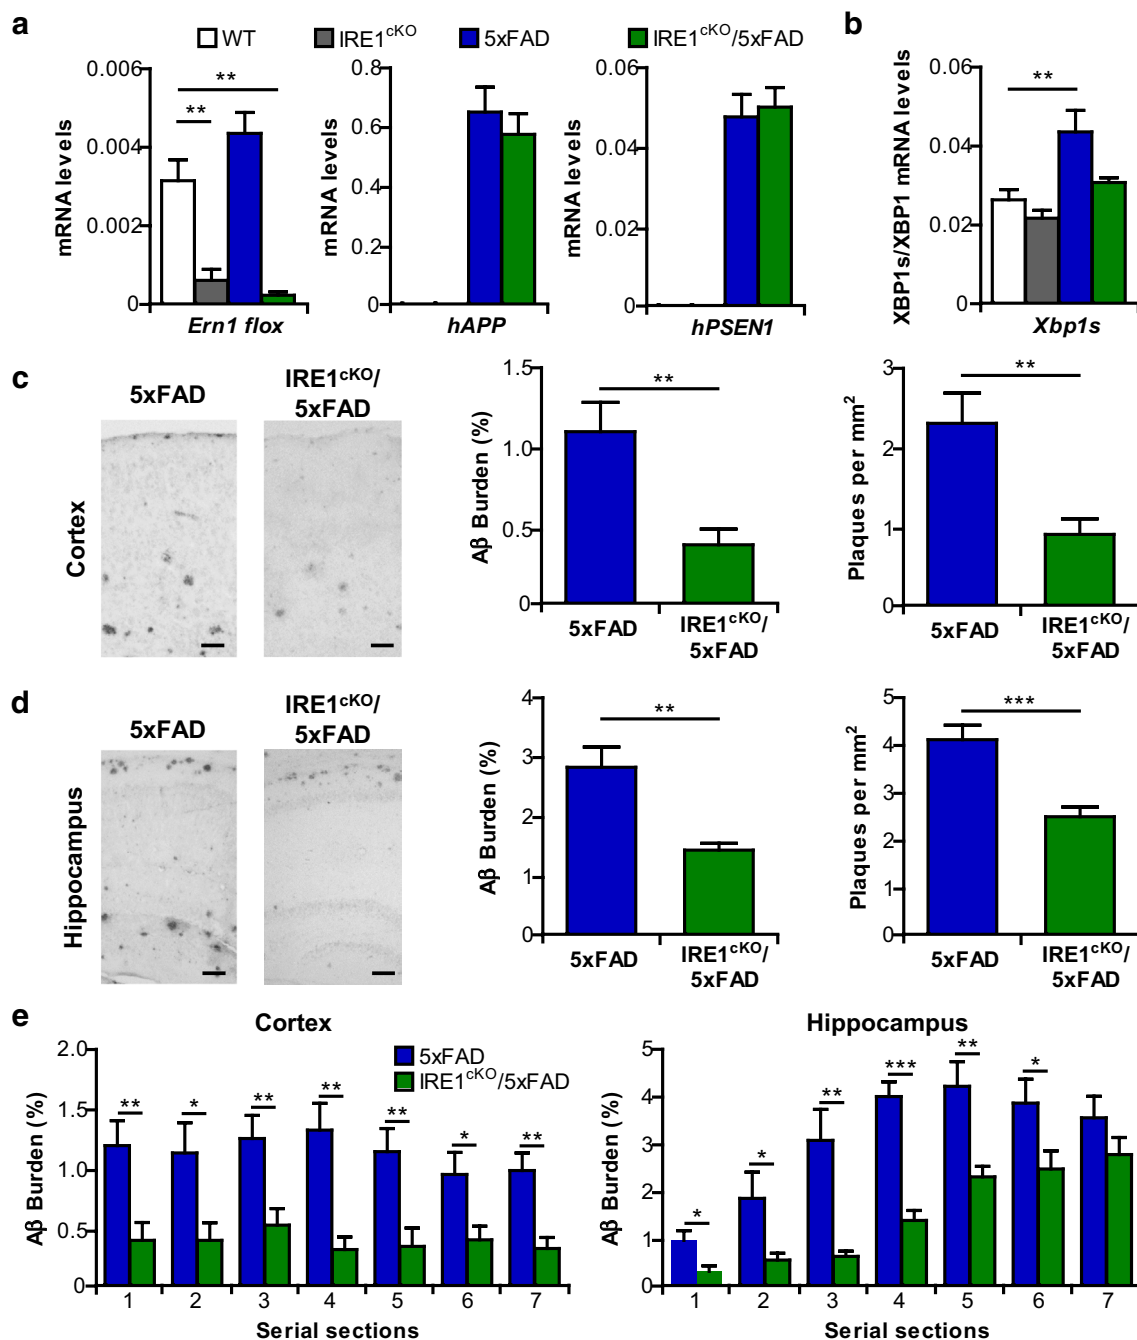 a
WT
IRE1cKO
5xFAD
IRE1cKO/5xFAD
b
mRNA levels
0.006
0.004
0.002
0
**
**
Ern1 flox
mRNA levels
0.8
0.6
0.4
0.2
0
hAPP
mRNA levels
0.06
0.04
0.02
0
hPSEN1
XBP1s/XBP1 mRNA levels
0.06
0.04
0.02
0
**
Xbp1s
c
5xFAD
IRE1cKO/
5xFAD
Cortex
Aβ Burden (%)
1.5
1.0
0.5
0
**
5xFAD
IRE1cKO/
5xFAD
Plaques per mm2
3
2
1
0
**
5xFAD
IRE1cKO/
5xFAD
d
5xFAD
IRE1cKO/
5xFAD
Hippocampus
Aβ Burden (%)
4
3
2
1
0
**
5xFAD
IRE1cKO/
5xFAD
Plaques per mm2
5
4
3
2
1
0
***
5xFAD
IRE1cKO/
5xFAD
e
Cortex
5xFAD
IRE1cKO/5xFAD
Aβ Burden (%)
2.0
1.5
1.0
0.5
0
** * ** ** ** * **
1 2 3 4 5 6 7
Serial sections
Hippocampus
Aβ Burden (%)
5
4
3
2
1
0
* * ** *** ** *
1 2 3 4 5 6 7
Serial sections